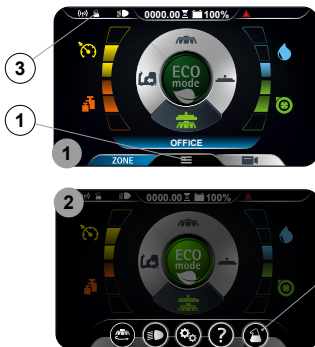 3
0000.00 100%
ECO
mode
1
OFFICE
1
ZONE
2
0000.00 100%
ECO
mode
?